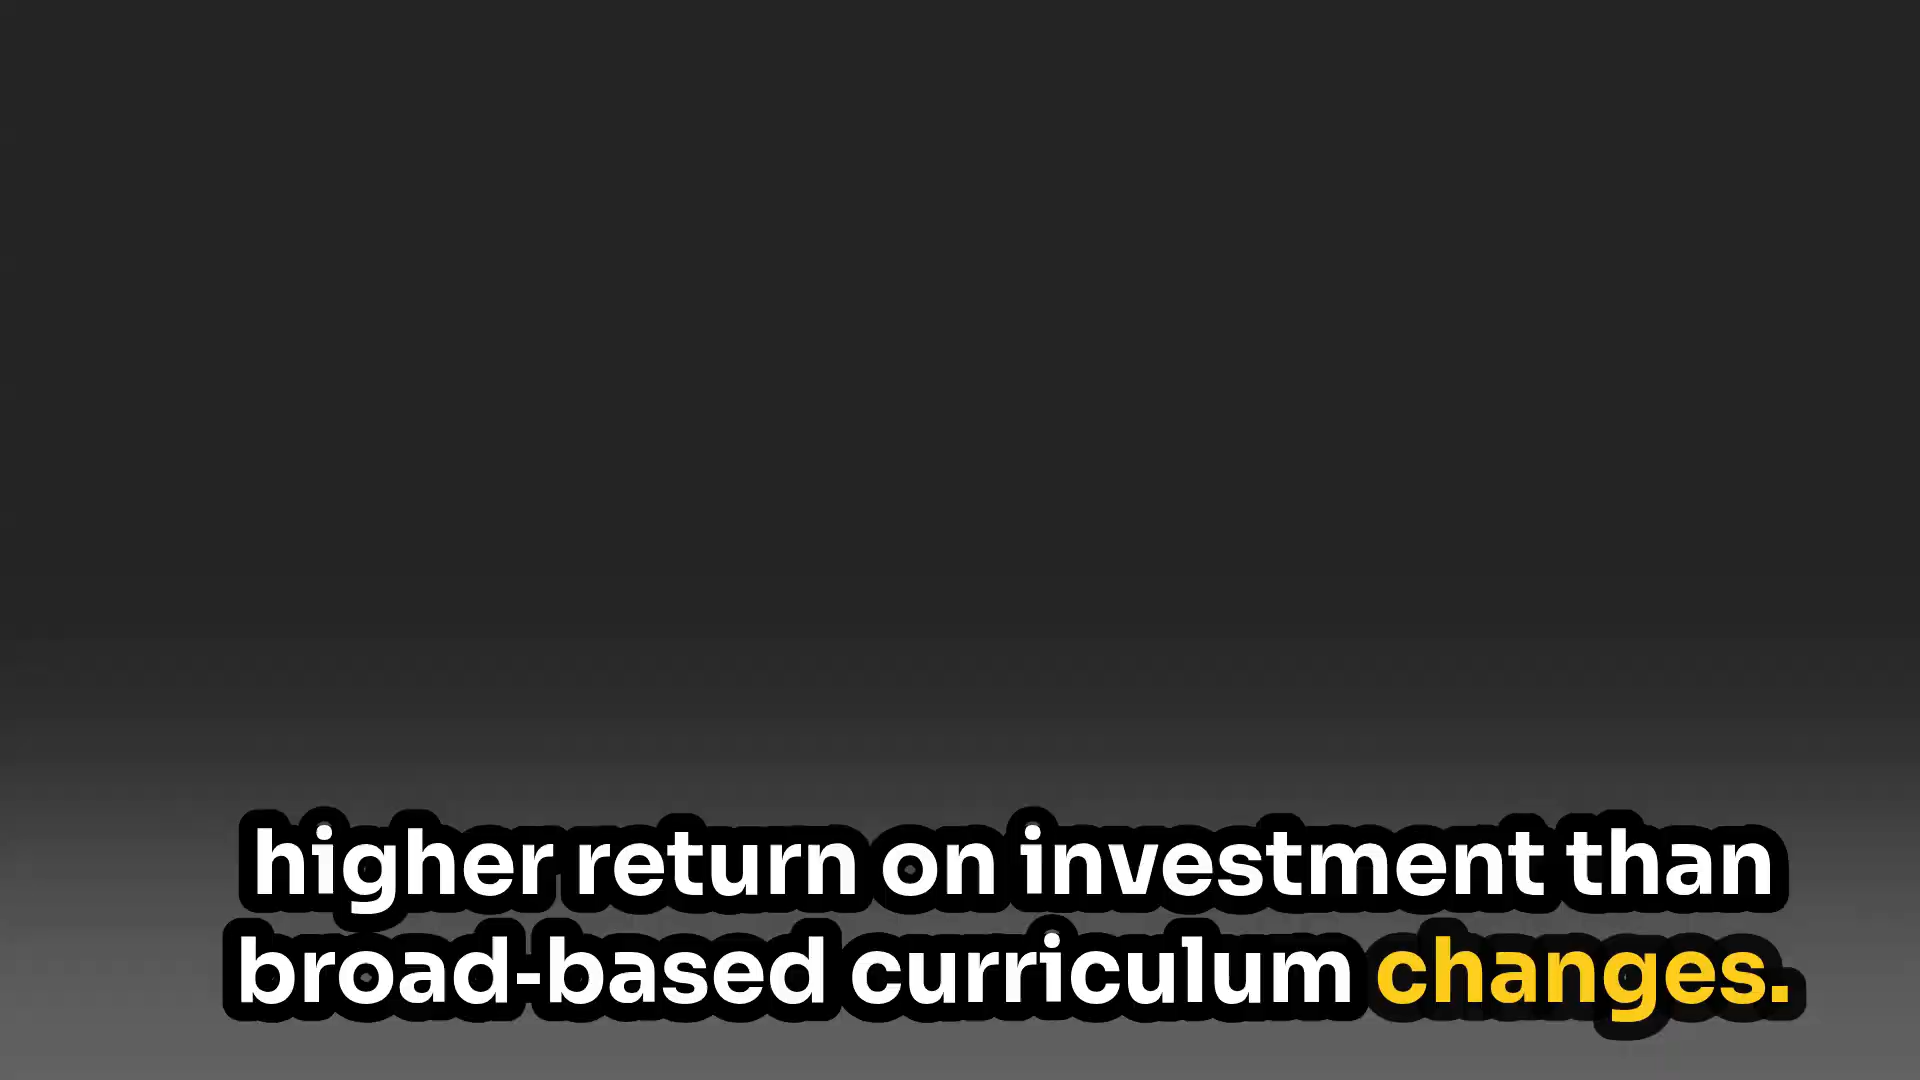 higher return on investment than
broad-based curriculum changes.